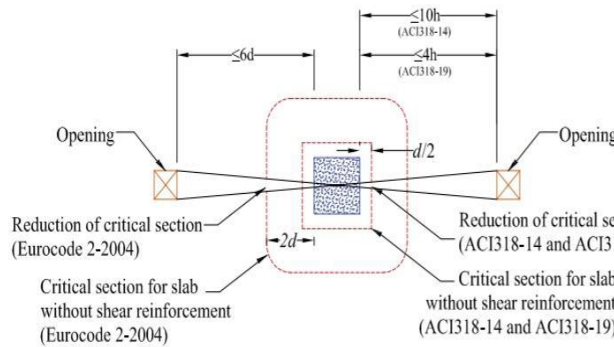 ≤10h
(ACI318-14)
≤6d
≤4h
(ACI318-19)
Opening
Opening
d/2
Reduction of critical section
(Eurocode 2-2004)
Reduction of critical se
(ACI318-14 and ACI31
2d
Critical section for slab
without shear reinforcement
(Eurocode 2-2004)
Critical section for slab
without shear reinforcement
(ACI318-14 and ACI318-19)